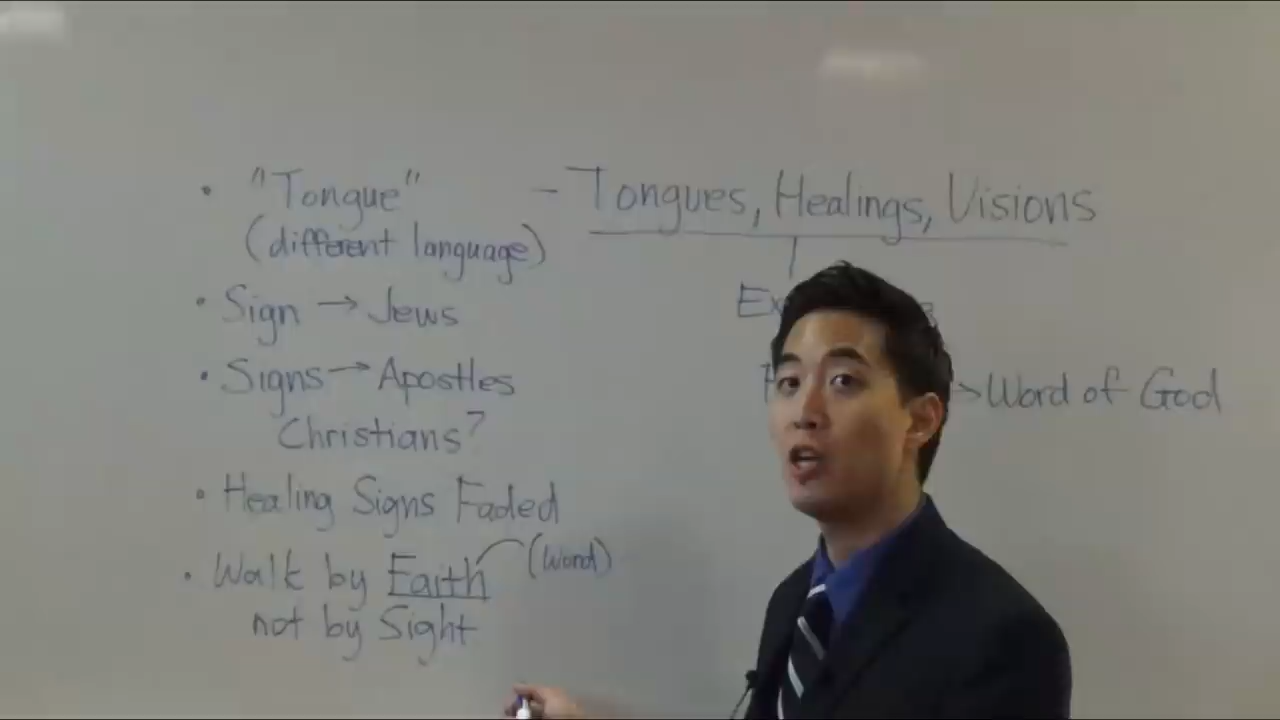 • "Tongue"
(different language)
• Sign → Jews
• Signs → Apostles
Christians?
• Healing Signs Faded
• Walk by Faith (Word)
not by Sight
- Tongues, Healings, Visions
> Word of God